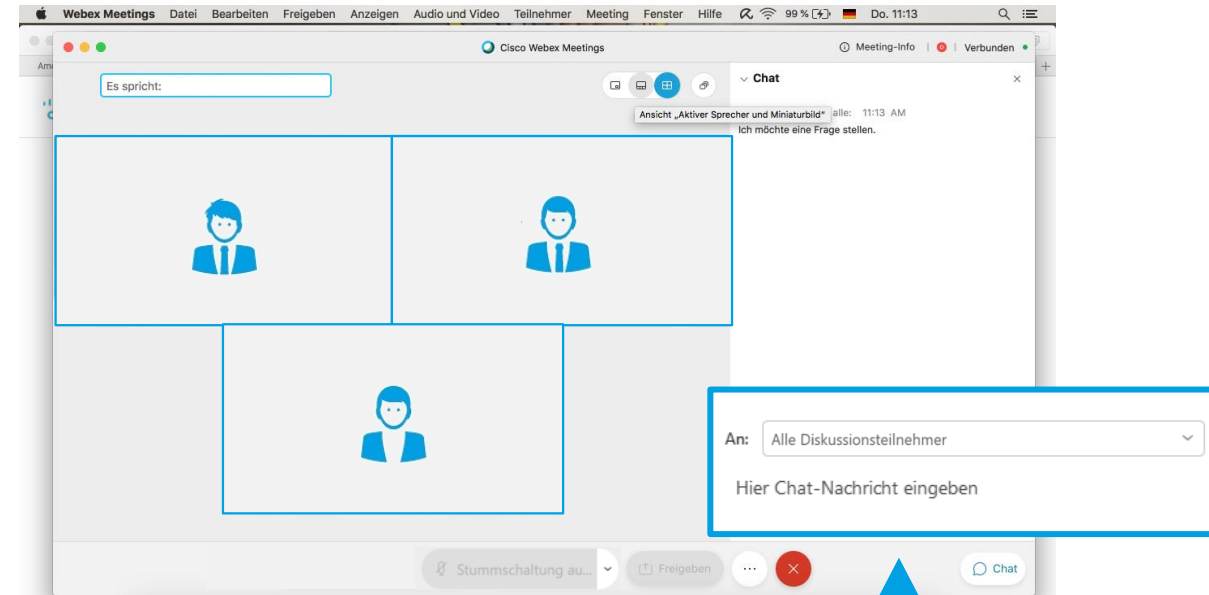 Webex Meetings Datei Bearbeiten Freigeben Anzeigen Audio und Video Teilnehmer Meeting Fenster Hilfe 99 % Do. 11:13
Cisco Webex Meetings
Meeting-Info
Verbunden
Es spricht:
Chat
Ansicht „Aktiver Sprecher und Miniaturbild“
alle: 11:13 AM
Ich möchte eine Frage stellen.
An: Alle Diskussionsteilnehmer
Hier Chat-Nachricht eingeben
Stummschaltung au...
Freigeben
Chat